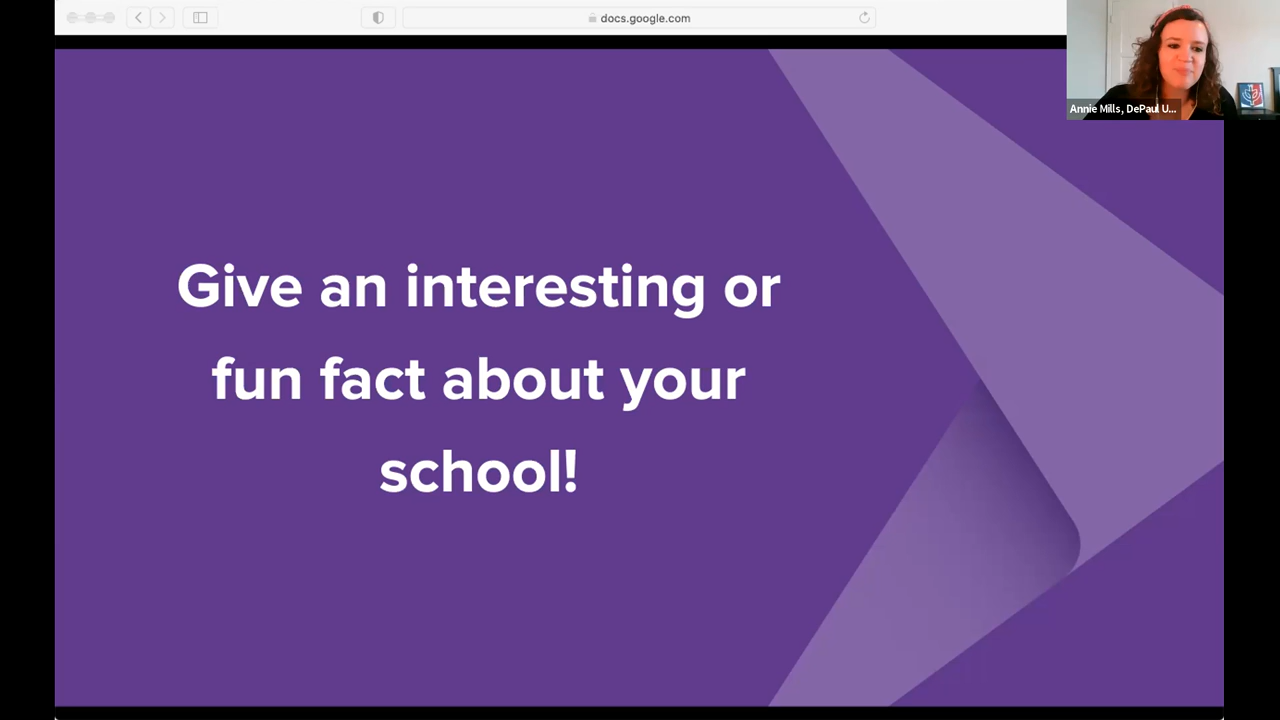 docs.google.com
Annie Mills, DePaul U...
Give an interesting or
fun fact about your
school!